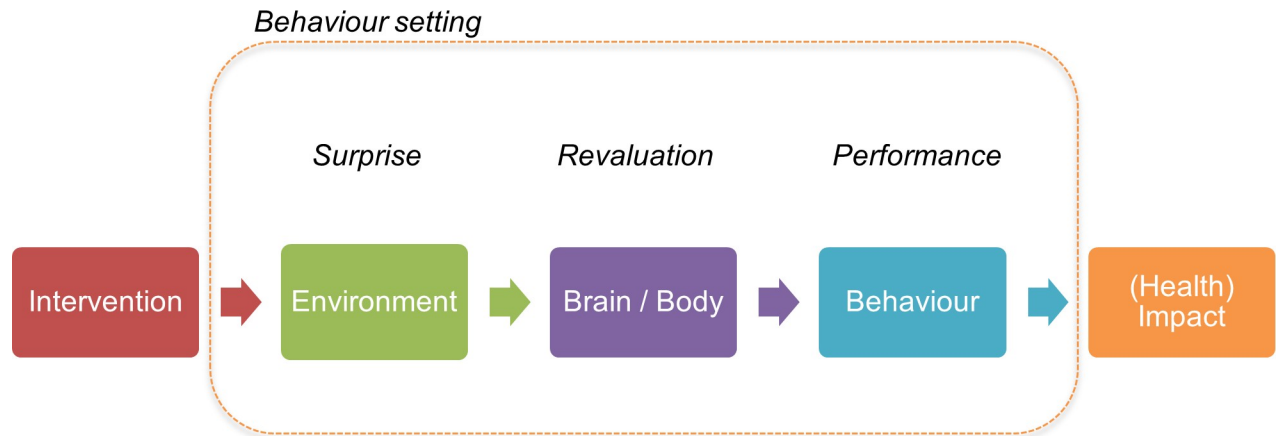 Behaviour setting
Surprise
Revaluation
Performance
Intervention
Environment
Brain / Body
Behaviour
(Health)
Impact